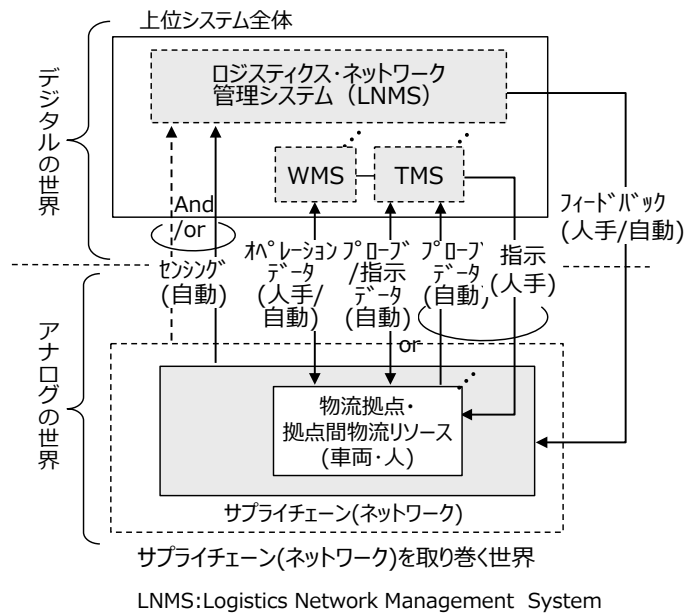 上位システム全体
デジタルの世界
ロジスティクス・ネットワーク
管理システム（LNMS）
WMS
TMS
And
/or
センシング
(自動)
オペレーション
データ
(人手/
自動)
プローブ
/指示
データ
(自動)
プローブ
データ
(自動)
指示
(人手)
フィードバック
(人手/自動)
or
アナログの世界
物流拠点・
拠点間物流リソース
(車両・人)
サプライチェーン(ネットワーク)
サプライチェーン(ネットワーク)を取り巻く世界
LNMS:Logistics Network Management System